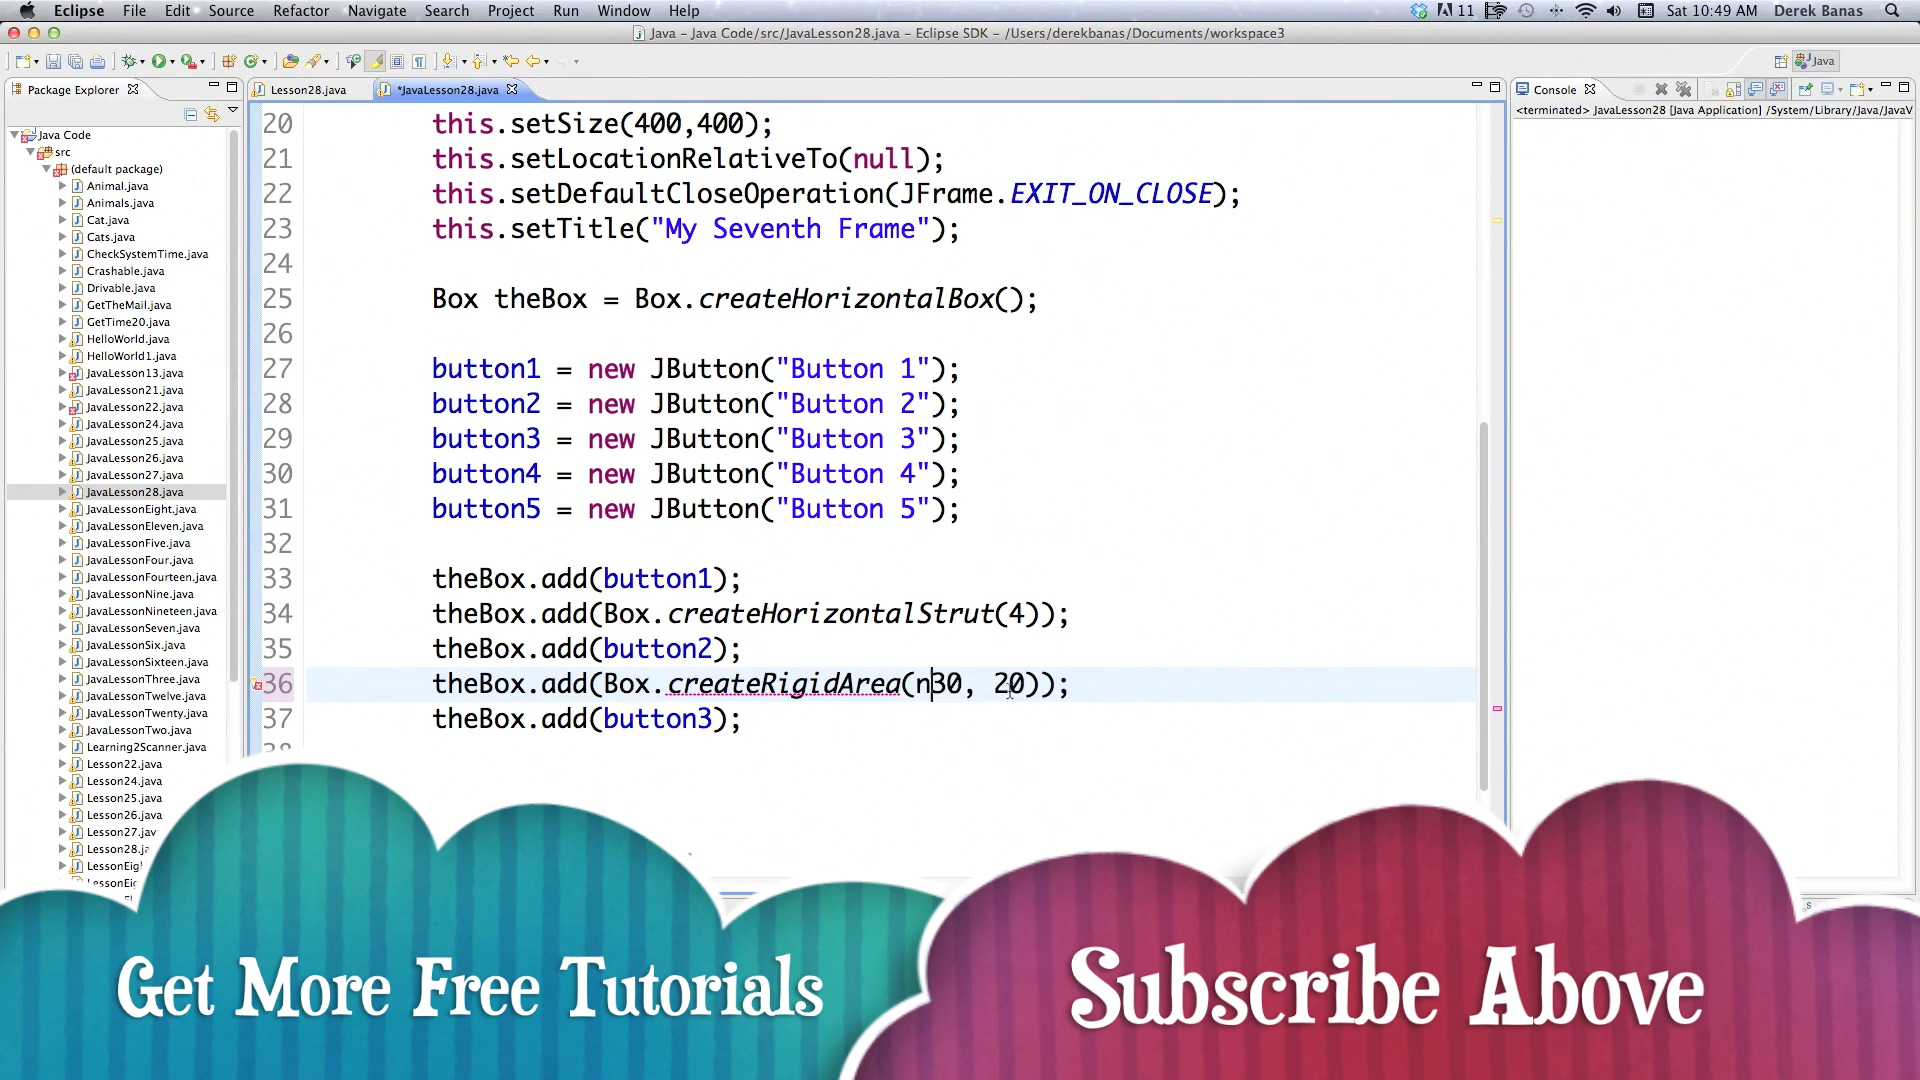 Eclipse File Edit Source Refactor Navigate Search Project Run Window Help 11 Sat 10:49 AM Derek Banas
Java - Java Code/src/JavaLesson28.java - Eclipse SDK - /Users/derekbanas/Documents/workspace3
Java
Package Explorer
Lesson28.java
*JavaLesson28.java
Console
<terminated> JavaLesson28 [Java Application] /System/Library/Java/JavaV
Java Code
src
(default package)
Animal.java
Animals.java
Cat.java
Cats.java
CheckSystemTime.java
Crashable.java
Drivable.java
GetTheMail.java
GetTime20.java
HelloWorld.java
HelloWorld1.java
JavaLesson13.java
JavaLesson21.java
JavaLesson22.java
JavaLesson24.java
JavaLesson25.java
JavaLesson26.java
JavaLesson27.java
JavaLesson28.java
JavaLessonEight.java
JavaLessonEleven.java
JavaLessonFive.java
JavaLessonFour.java
JavaLessonFourteen.java
JavaLessonNine.java
JavaLessonNineteen.java
JavaLessonSeven.java
JavaLessonSix.java
JavaLessonSixteen.java
JavaLessonThree.java
JavaLessonTwelve.java
JavaLessonTwenty.java
JavaLessonTwo.java
Learning2Scanner.java
Lesson22.java
Lesson24.java
Lesson25.java
Lesson26.java
Lesson27.java
Lesson28.ja
LessonEigl
LessonEig
20 this.setSize(400,400);
21 this.setLocationRelativeTo(null);
22 this.setDefaultCloseOperation(JFrame.EXIT_ON_CLOSE);
23 this.setTitle("My Seventh Frame");
24
25 Box theBox = Box.createHorizontalBox();
26
27 button1 = new JButton("Button 1");
28 button2 = new JButton("Button 2");
29 button3 = new JButton("Button 3");
30 button4 = new JButton("Button 4");
31 button5 = new JButton("Button 5");
32
33 theBox.add(button1);
34 theBox.add(Box.createHorizontalStrut(4));
35 theBox.add(button2);
36 theBox.add(Box.createRigidArea(n30, 20));
37 theBox.add(button3);
38
Get More Free Tutorials
Subscribe Above